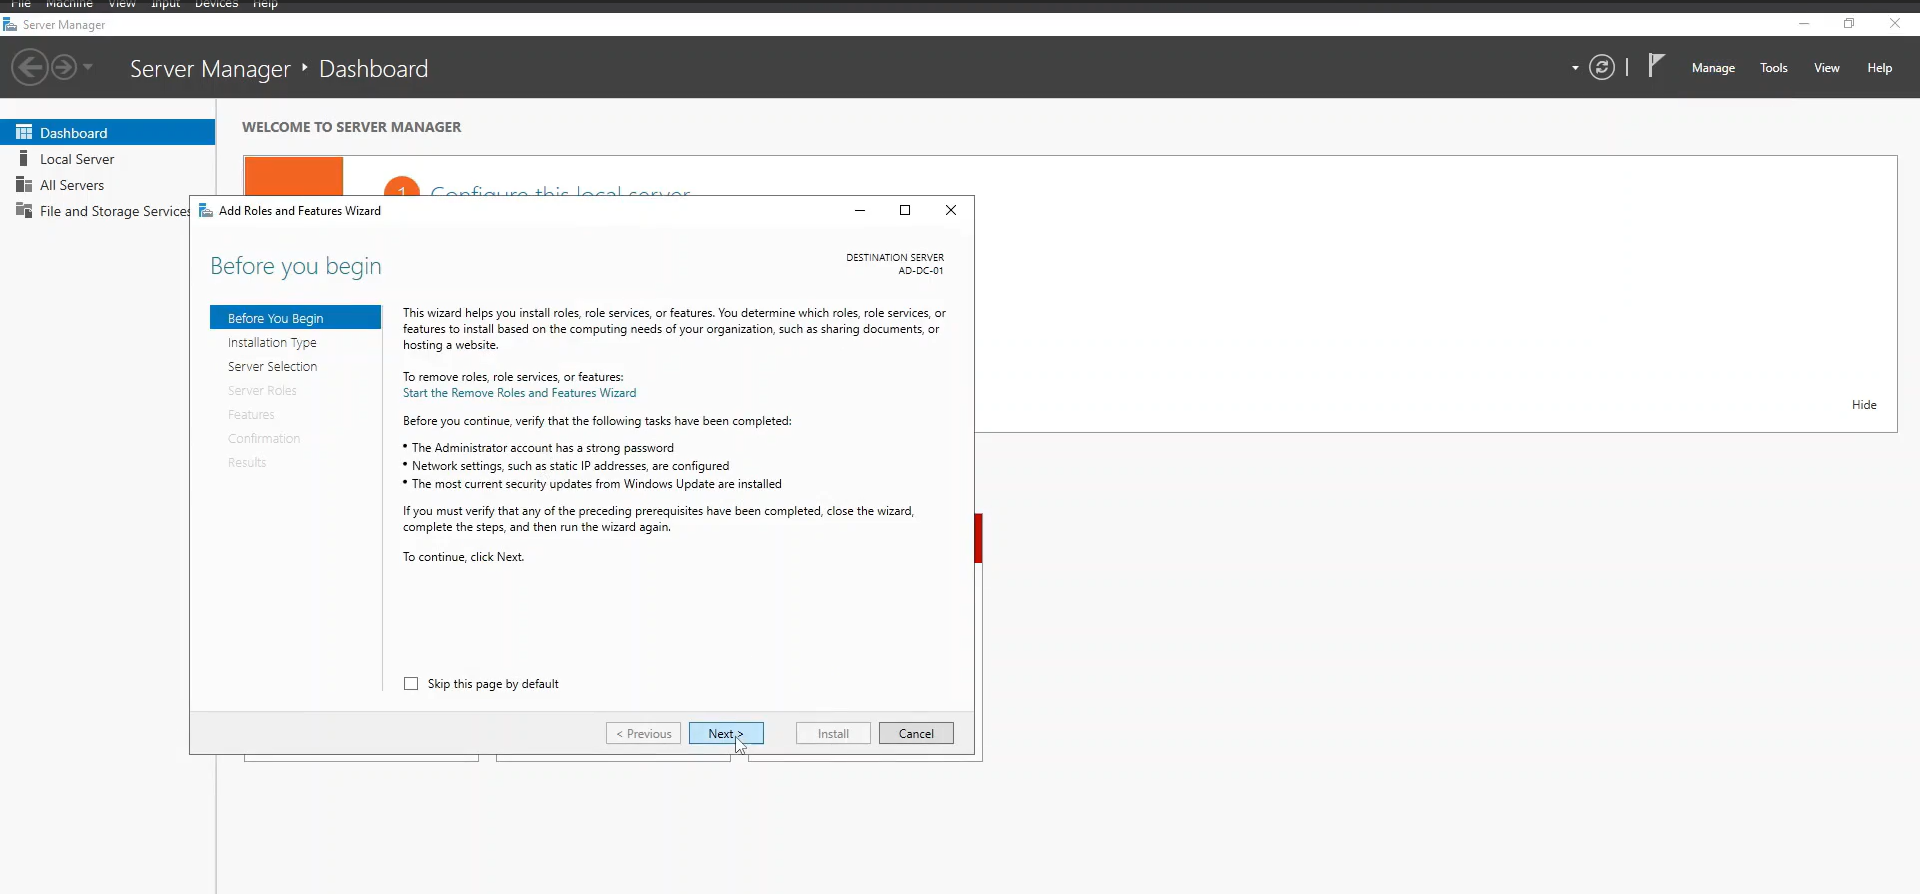 File Machine View Input Devices Help
Server Manager
Server Manager ‣ Dashboard
Manage Tools View Help
Dashboard
Local Server
All Servers
File and Storage Services
WELCOME TO SERVER MANAGER
1 Configure this local server
Hide
Add Roles and Features Wizard
Before you begin
DESTINATION SERVER
AD-DC-01
Before You Begin
Installation Type
Server Selection
Server Roles
Features
Confirmation
Results
This wizard helps you install roles, role services, or features. You determine which roles, role services, or
features to install based on the computing needs of your organization, such as sharing documents, or
hosting a website.
To remove roles, role services, or features:
Start the Remove Roles and Features Wizard
Before you continue, verify that the following tasks have been completed:
• The Administrator account has a strong password
• Network settings, such as static IP addresses, are configured
• The most current security updates from Windows Update are installed
If you must verify that any of the preceding prerequisites have been completed, close the wizard,
complete the steps, and then run the wizard again.
To continue, click Next.
Skip this page by default
< Previous Next > Install Cancel